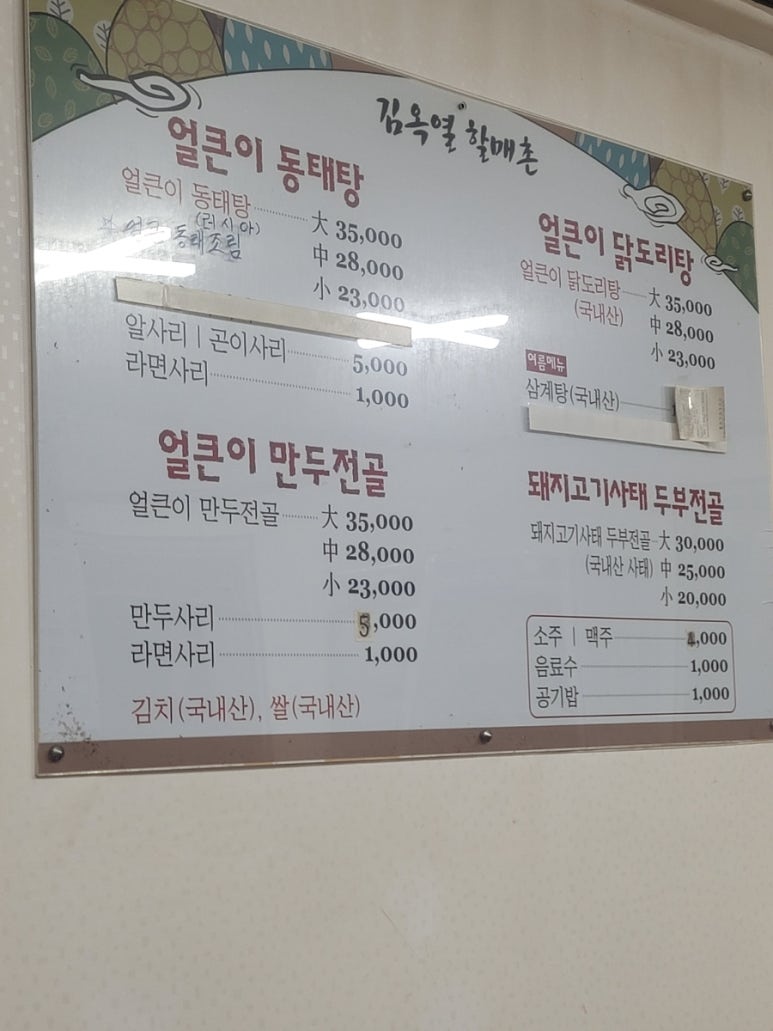 김옥열 할매촌
얼큰이 동태탕
얼큰이 동태탕 大 35,000
(러시아)
동태조림
中 28,000
小 23,000
알사리 | 곤이사리 5,000
라면사리 1,000
얼큰이 만두전골
얼큰이 만두전골 大 35,000
中 28,000
小 23,000
만두사리 5,000
라면사리 1,000
김치(국내산), 쌀(국내산)
얼큰이 닭도리탕
얼큰이 닭도리탕 大 35,000
(국내산) 中 28,000
小 23,000
여름메뉴
삼계탕(국내산)
돼지고기사태 두부전골
돼지고기사태 두부전골 大 30,000
(국내산 사태) 中 25,000
小 20,000
소주 | 맥주 4,000
음료수 1,000
공기밥 1,000